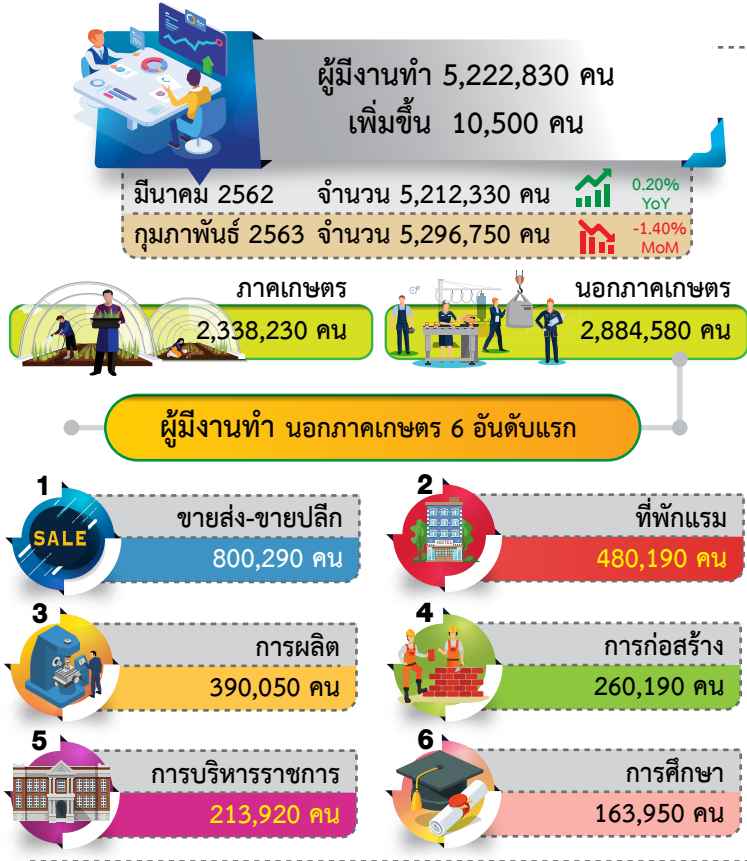 ผู้มีงานทำ 5,222,830 คน
เพิ่มขึ้น 10,500 คน
มีนาคม 2562 จำนวน 5,212,330 คน 0.20% YoY
กุมภาพันธ์ 2563 จำนวน 5,296,750 คน -1.40% MoM
ภาคเกษตร
2,338,230 คน
นอกภาคเกษตร
2,884,580 คน
ผู้มีงานทำ นอกภาคเกษตร 6 อันดับแรก
1
SALE
ขายส่ง-ขายปลีก
800,290 คน
2
HOTEL
ที่พักแรม
480,190 คน
3
การผลิต
390,050 คน
4
การก่อสร้าง
260,190 คน
5
การบริหารราชการ
213,920 คน
6
การศึกษา
163,950 คน